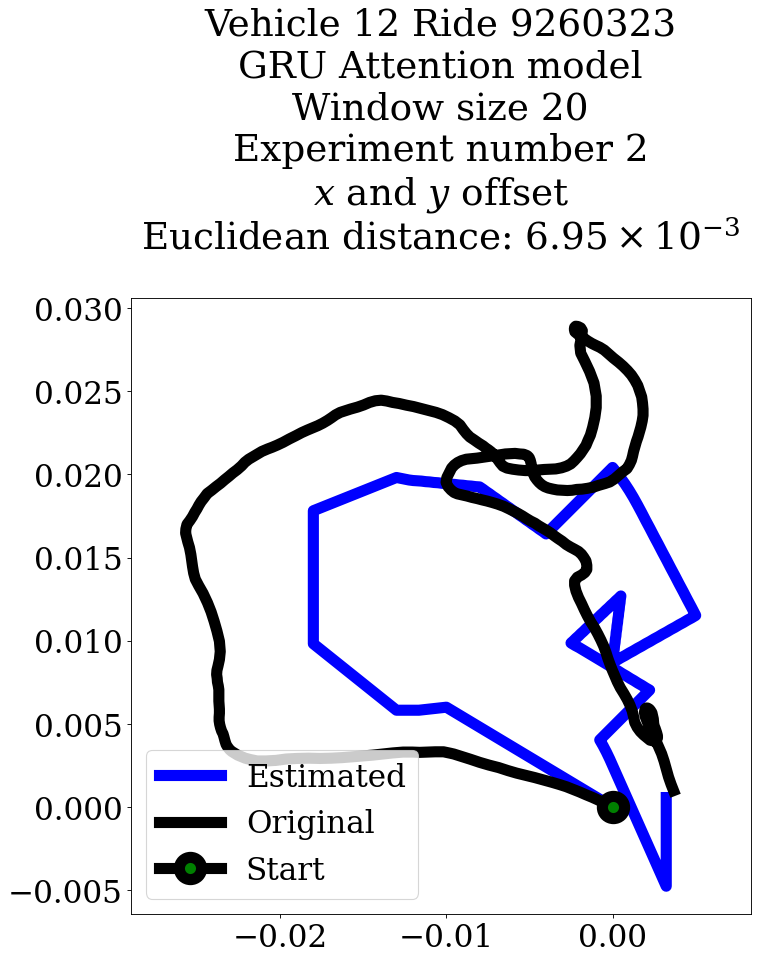 Vehicle 12 Ride 9260323
GRU Attention model
Window size 20
Experiment number 2
x and y offset
Euclidean distance: 6.95 × 10⁻³
0.030
0.025
0.020
0.015
0.010
0.005
0.000
−0.005
Estimated
Original
Start
−0.02
−0.01
0.00